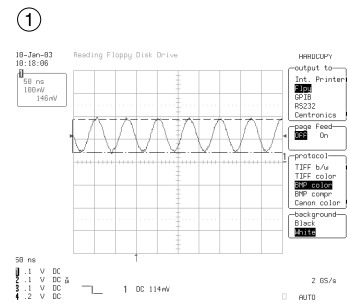 1
10-Jan-03
10:18:06
Reading Floppy Disk Drive
HARDCOPY
1
50 ns
100mV
146mV
output to
Int. Printer
Flpy
GPIB
RS232
Centronics
page Feed
Off On
protocol
TIFF b/w
TIFF color
BMP color
BMP compr
Canon color
background
Black
White
1
50 ns
1 .1 V DC
2 .1 V DC
3 .1 V DC
4 .2 V DC
1 DC 114mV
2 GS/s
AUTO